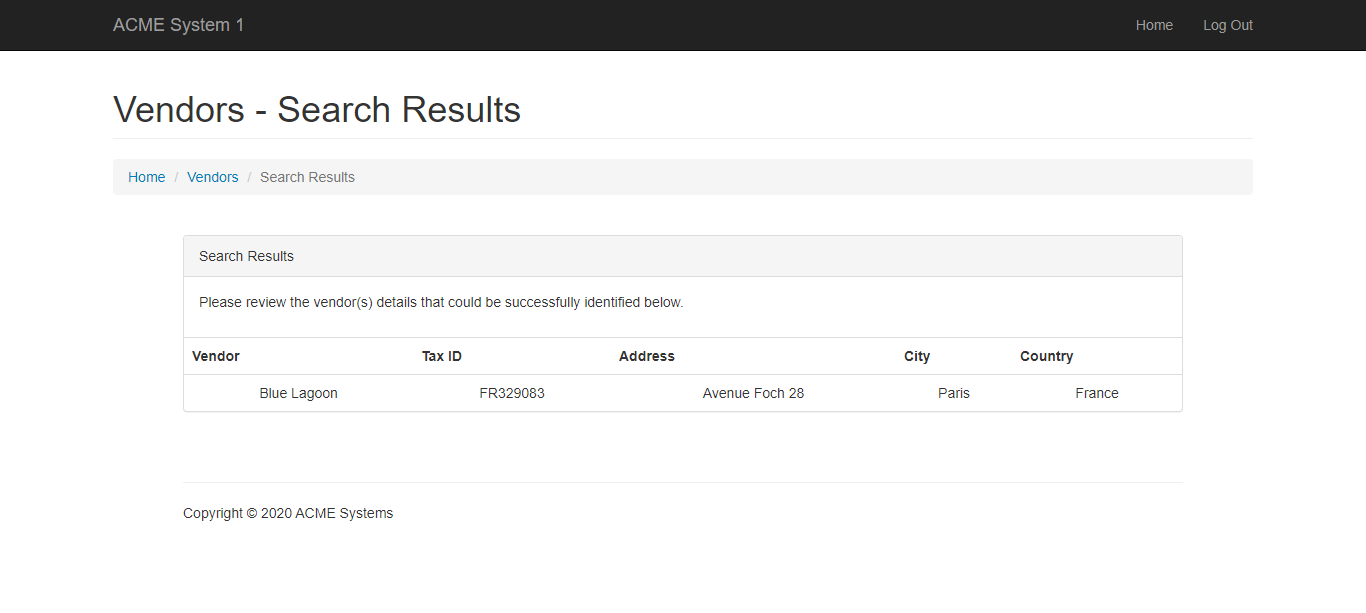 ACME System 1 Home Log Out
Vendors - Search Results
Home / Vendors / Search Results
Search Results
Please review the vendor(s) details that could be successfully identified below.
Vendor Tax ID Address City Country
Blue Lagoon FR329083 Avenue Foch 28 Paris France
Copyright © 2020 ACME Systems